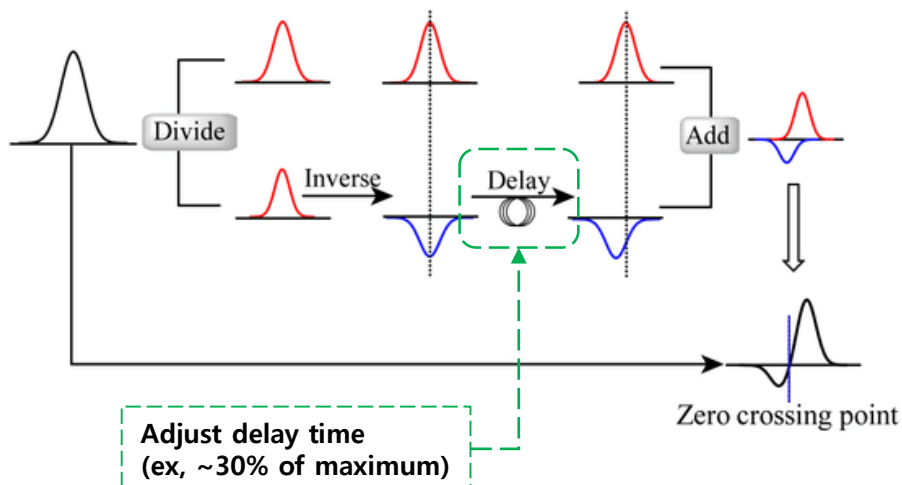 Divide
Inverse
Delay
Add
Zero crossing point
Adjust delay time
(ex, ~30% of maximum)